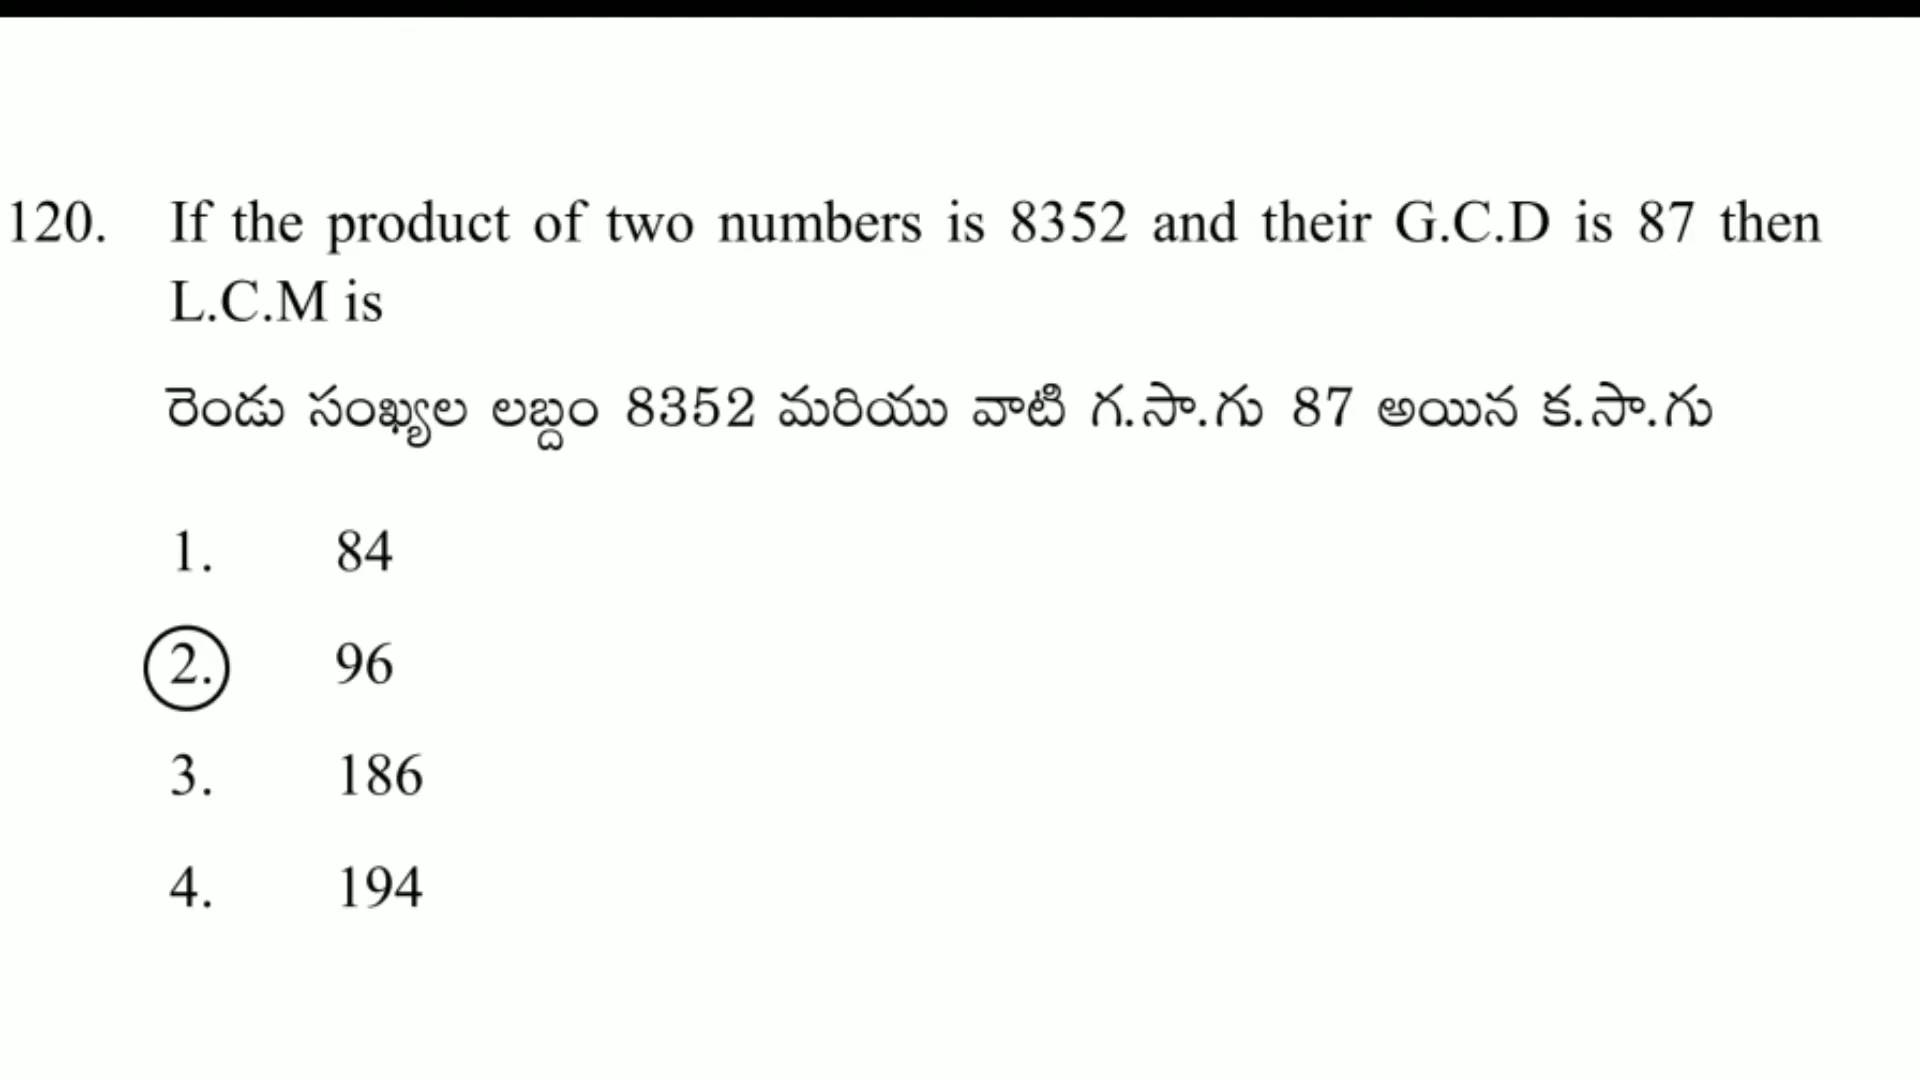 120. If the product of two numbers is 8352 and their G.C.D is 87 then
L.C.M is
రెండు సంఖ్యల లబ్దం 8352 మరియు వాటి గ.సా.గు 87 అయిన క.సా.గు
1. 84
2. 96
3. 186
4. 194